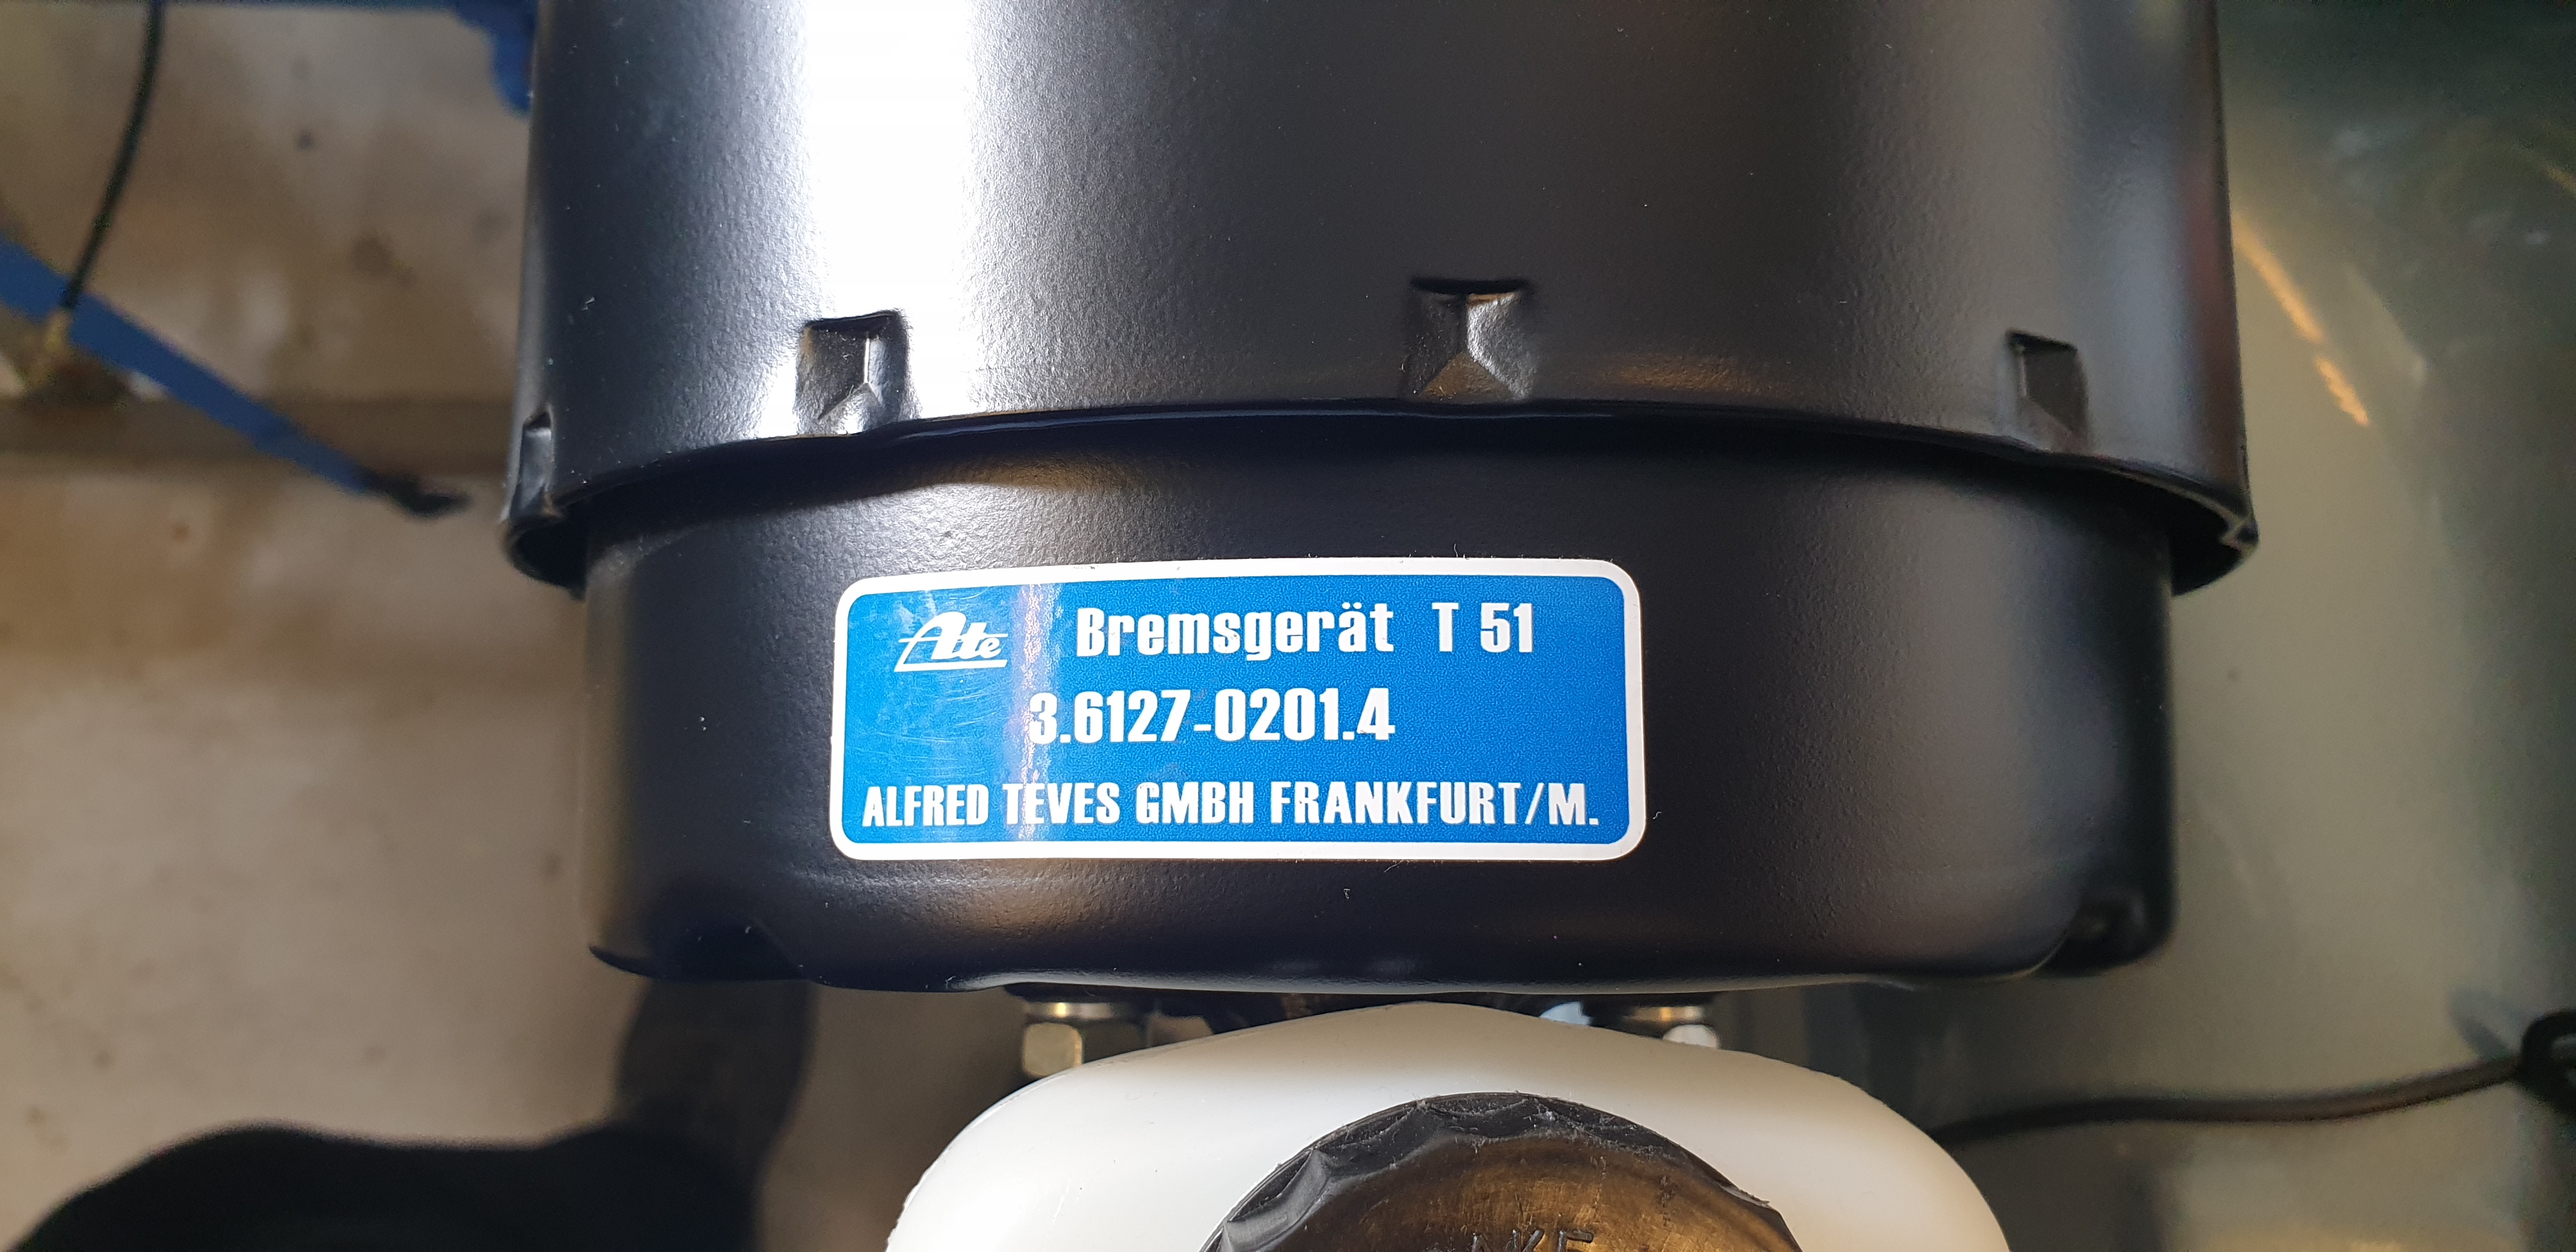 Ate Bremsgerät T 51
3.6127-0201.4
ALFRED TEVES GMBH FRANKFURT/M.